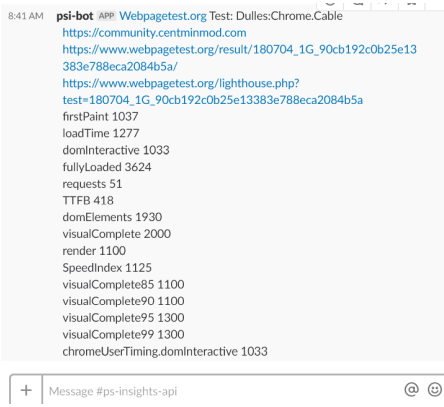 8:41 AM psi-bot APP Webpagetest.org Test: Dulles:Chrome.Cable
https://community.centminmod.com
https://www.webpagetest.org/result/180704_1G_90cb192c0b25e13
383e788eca2084b5a/
https://www.webpagetest.org/lighthouse.php?
test=180704_1G_90cb192c0b25e13383e788eca2084b5a
firstPaint 1037
loadTime 1277
domInteractive 1033
fullyLoaded 3624
requests 51
TTFB 418
domElements 1930
visualComplete 2000
render 1100
SpeedIndex 1125
visualComplete85 1100
visualComplete90 1100
visualComplete95 1300
visualComplete99 1300
chromeUserTiming.domInteractive 1033
Message #ps-insights-api